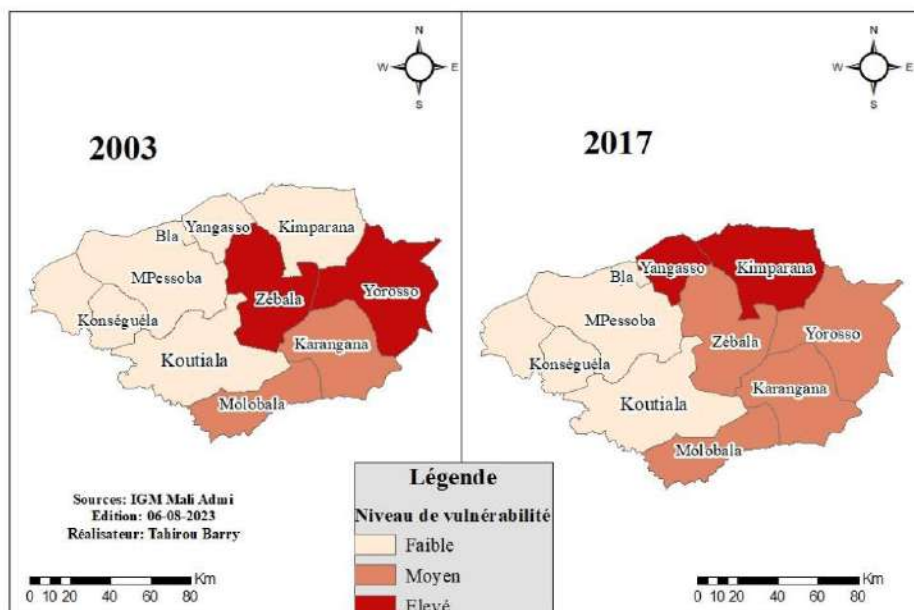 N
W E
S
2003
Yangasso
Kimparana
Bla
MPessoba
Zébala
Yorosso
Konséguéla
Karangana
Koutiala
Molobala
Sources: IGM Mali Admi
Edition: 06-08-2023
Réalisateur: Tahirou Barry
Km
0 10 20 40 60 80
N
W E
S
2017
Yangasso
Kimparana
Bla
MPessoba
Zébala
Yorosso
Konséguéla
Karangana
Koutiala
Molobala
Légende
Niveau de vulnérabilité
Faible
Moyen
Elevé
Km
0 10 20 40 60 80